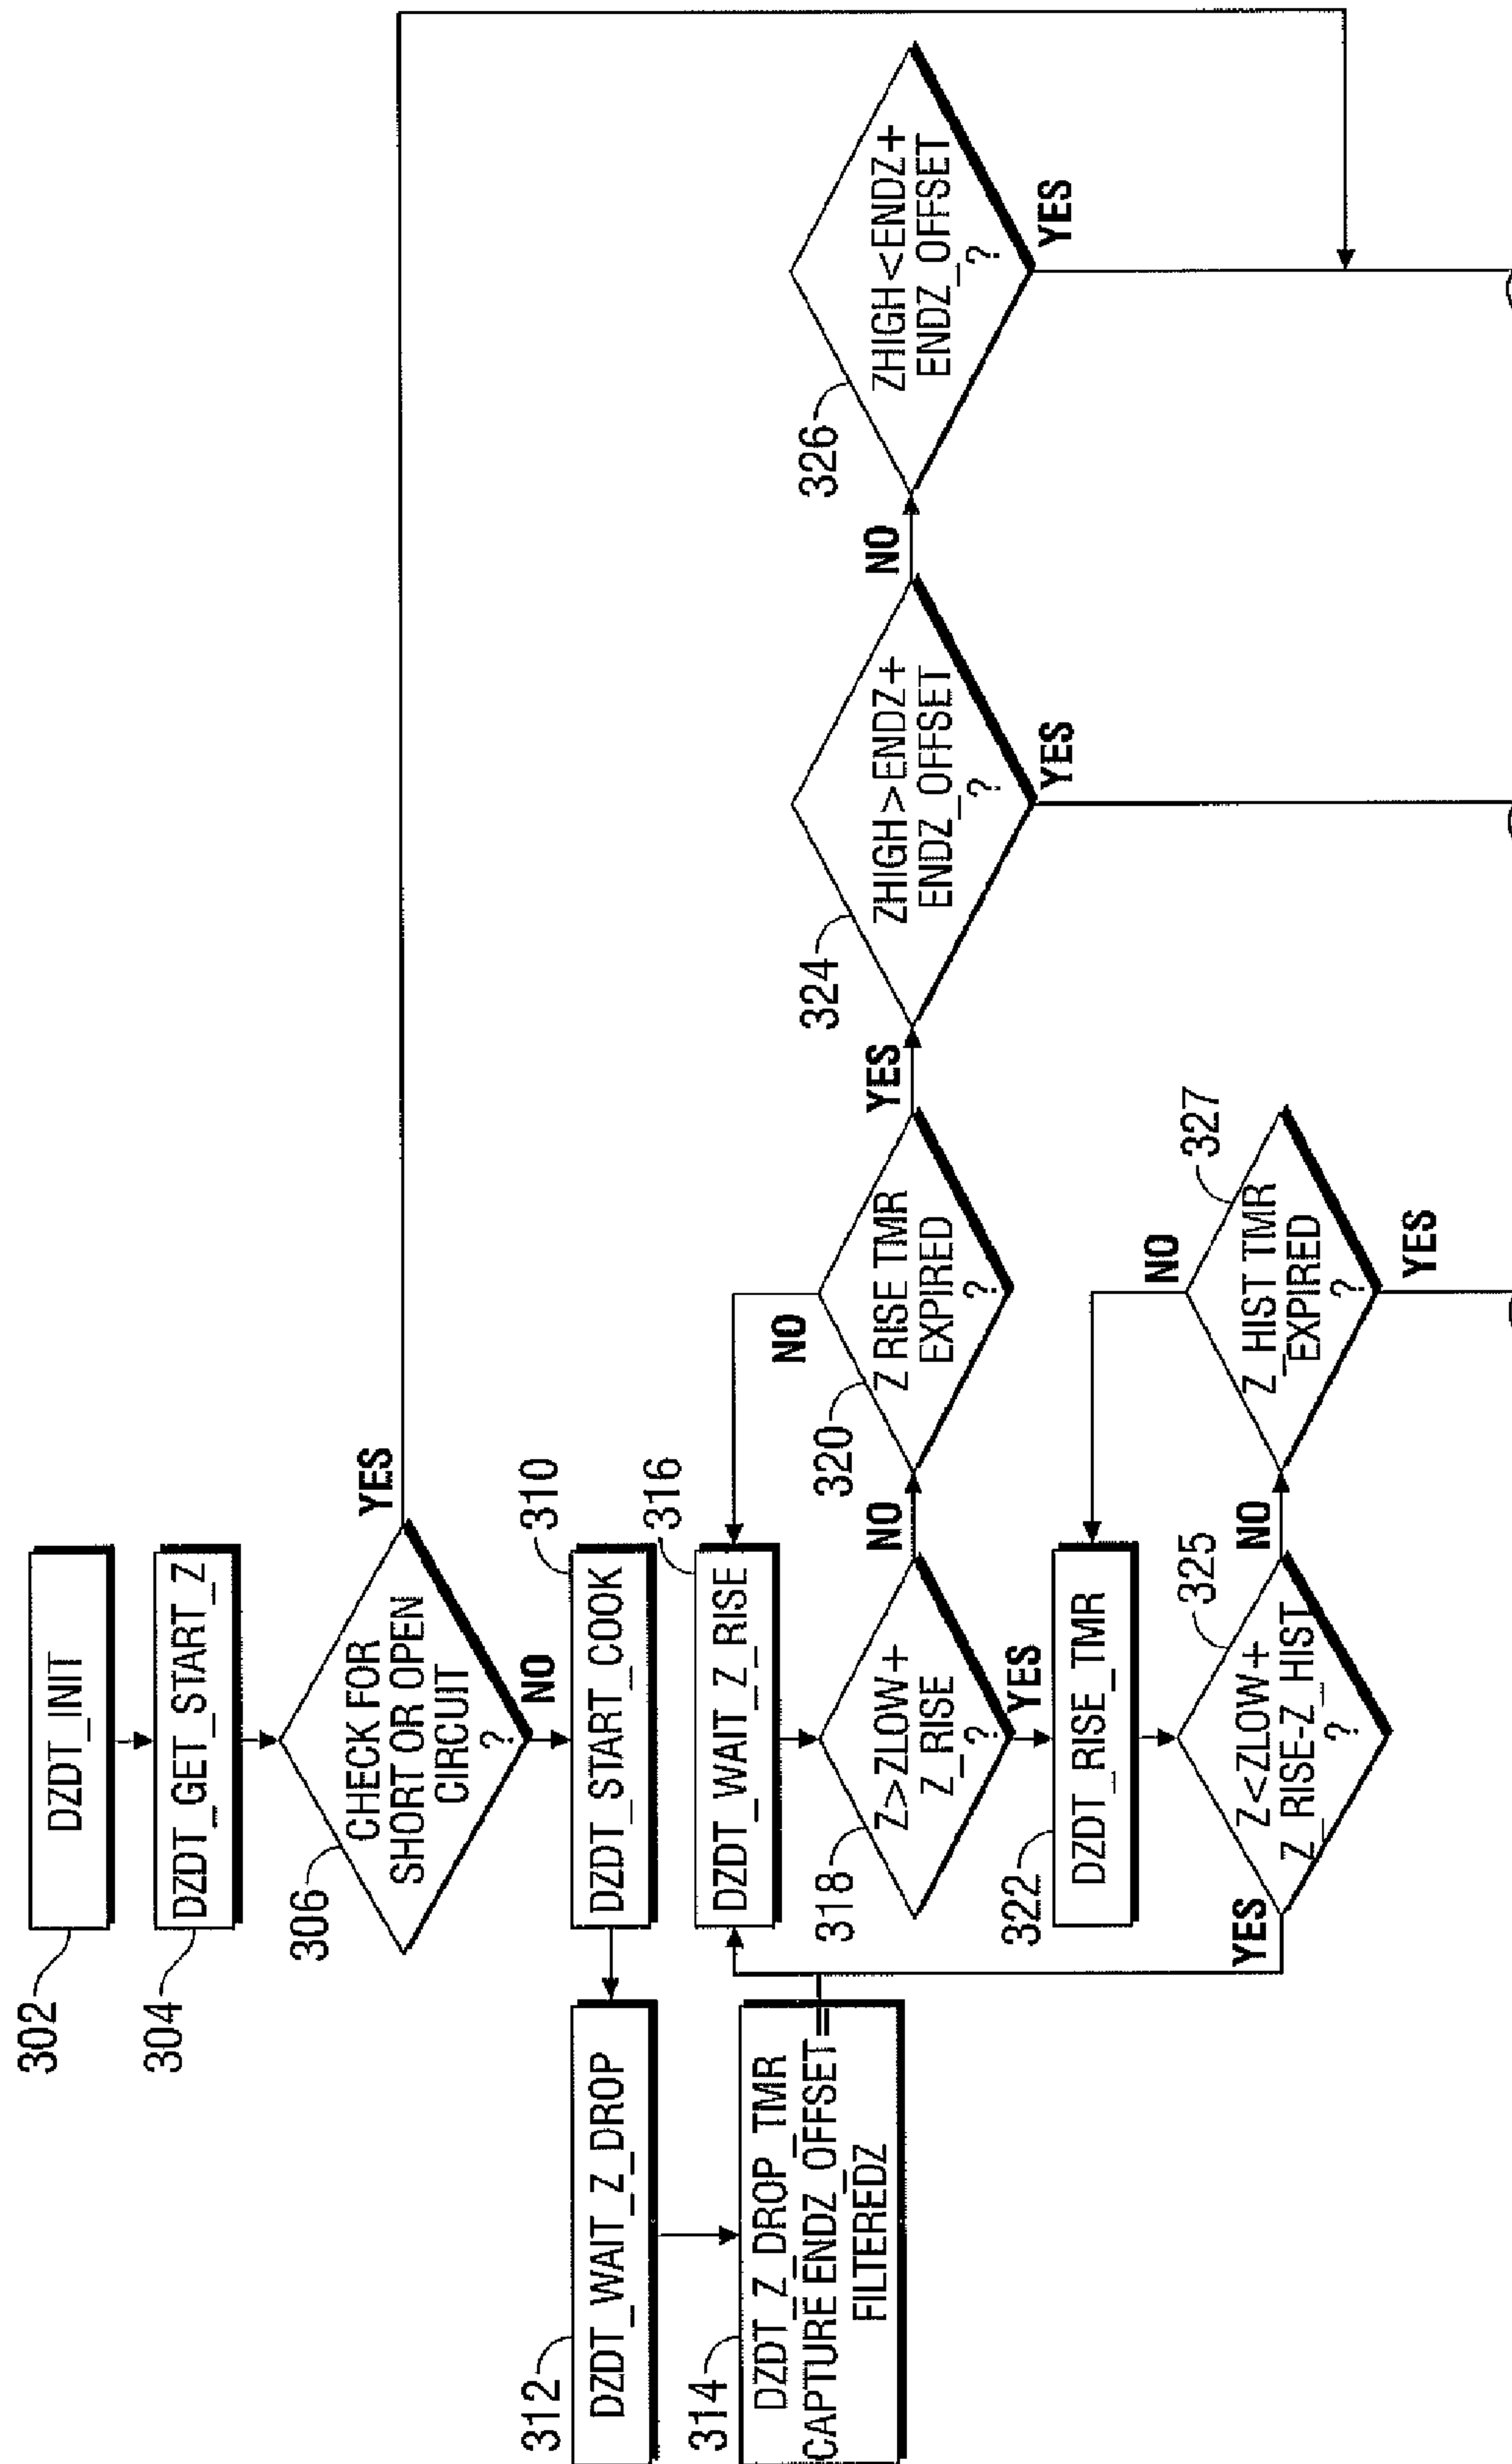 302
DZDT_INIT
304
DZDT_GET_START_Z
306
CHECK FOR
SHORT OR OPEN
CIRCUIT
?
YES
NO
310
DZDT_START_COOK
312
DZDT_WAIT_Z_DROP
314
DZDT_Z_DROP_TMR
CAPTURE ENDZ_OFFSET=
FILTEREDZ
316
DZDT_WAIT_Z_RISE
318
Z>ZLOW+
Z_RISE
?
NO
YES
320
Z RISE TMR
EXPIRED
?
NO
YES
324
ZHIGH>ENDZ+
ENDZ_OFFSET
?
NO
YES
326
ZHIGH<ENDZ+
ENDZ_OFFSET
?
YES
322
DZDT_RISE_TMR
325
Z<ZLOW+
Z_RISE-Z_HIST
?
YES
NO
327
Z_HIST TMR
EXPIRED
?
NO
YES